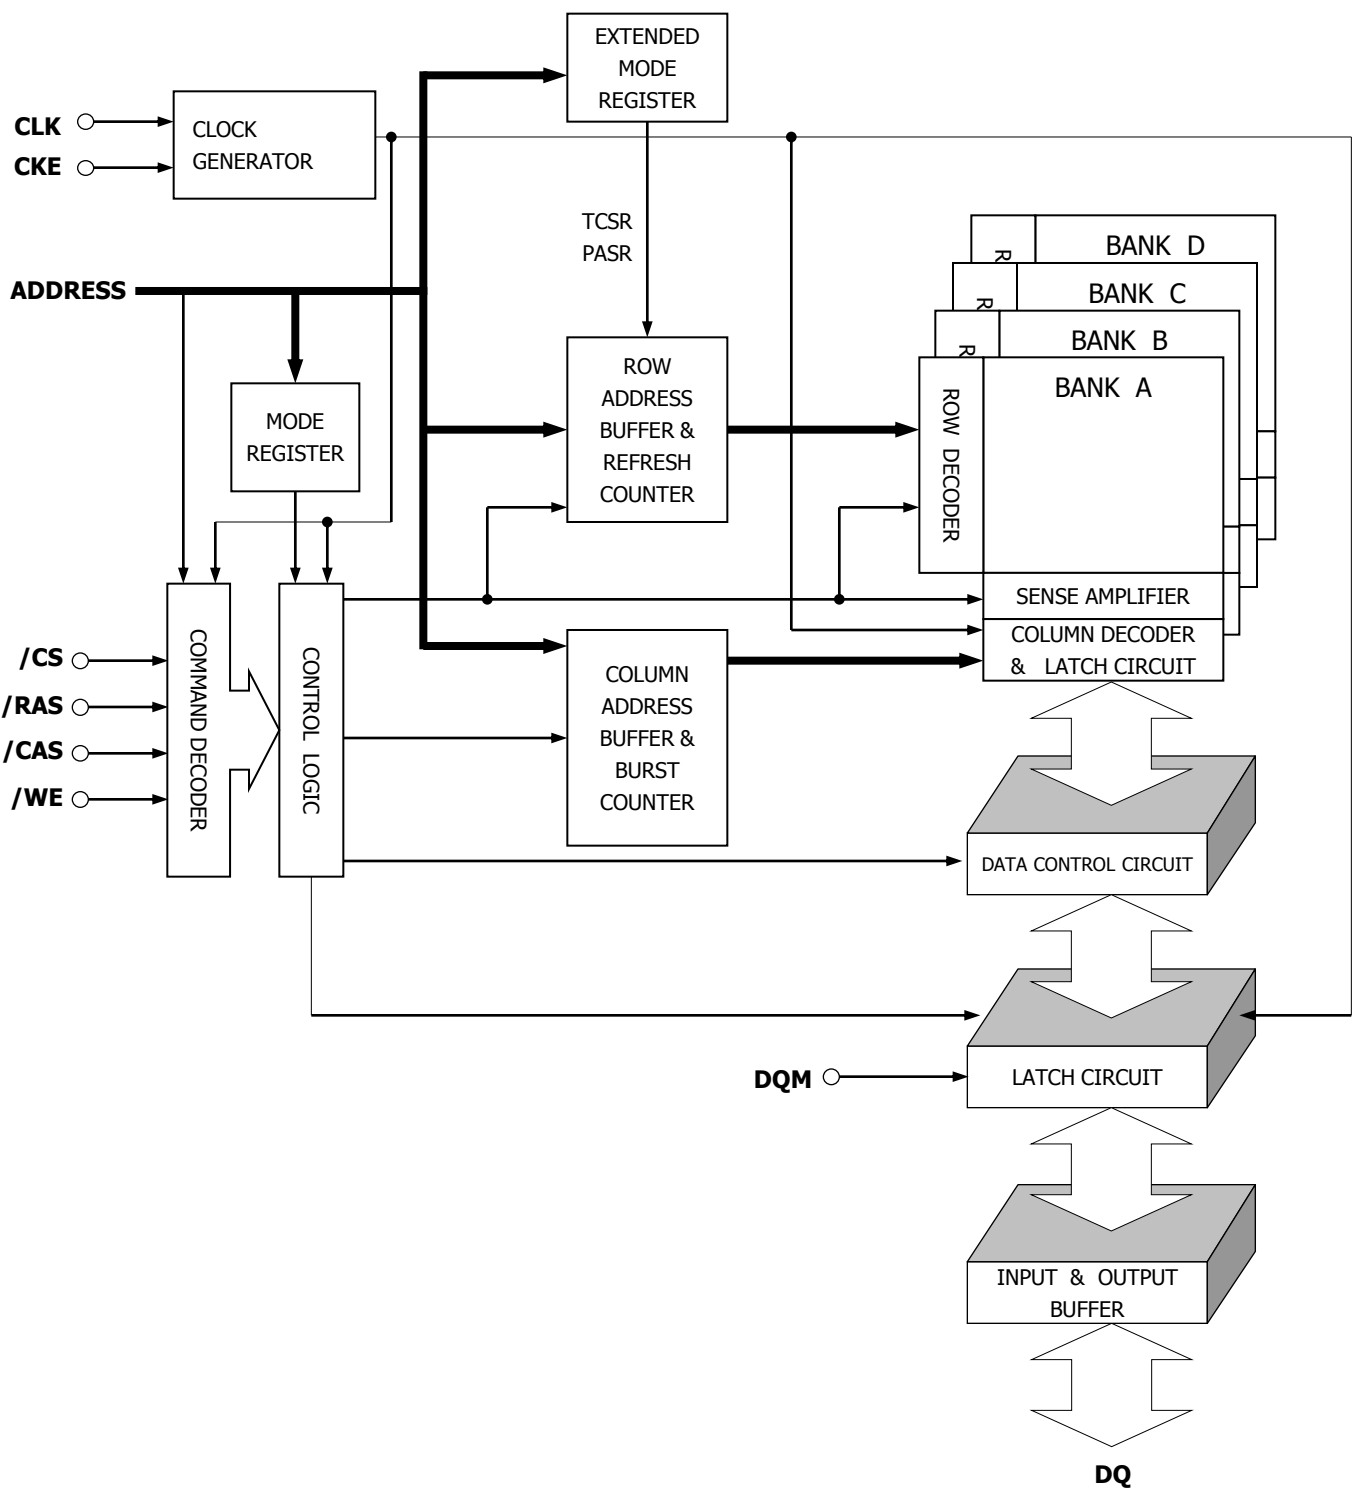 EXTENDED
MODE
REGISTER
CLK
CKE
CLOCK
GENERATOR
TCSR
PASR
ADDRESS
BANK D
R
BANK C
R
BANK B
R
BANK A
ROW DECODER
MODE
REGISTER
ROW
ADDRESS
BUFFER &
REFRESH
COUNTER
SENSE AMPLIFIER
COLUMN DECODER
& LATCH CIRCUIT
/CS
/RAS
/CAS
/WE
COMMAND DECODER
CONTROL LOGIC
COLUMN
ADDRESS
BUFFER &
BURST
COUNTER
DATA CONTROL CIRCUIT
DQM
LATCH CIRCUIT
INPUT & OUTPUT
BUFFER
DQ